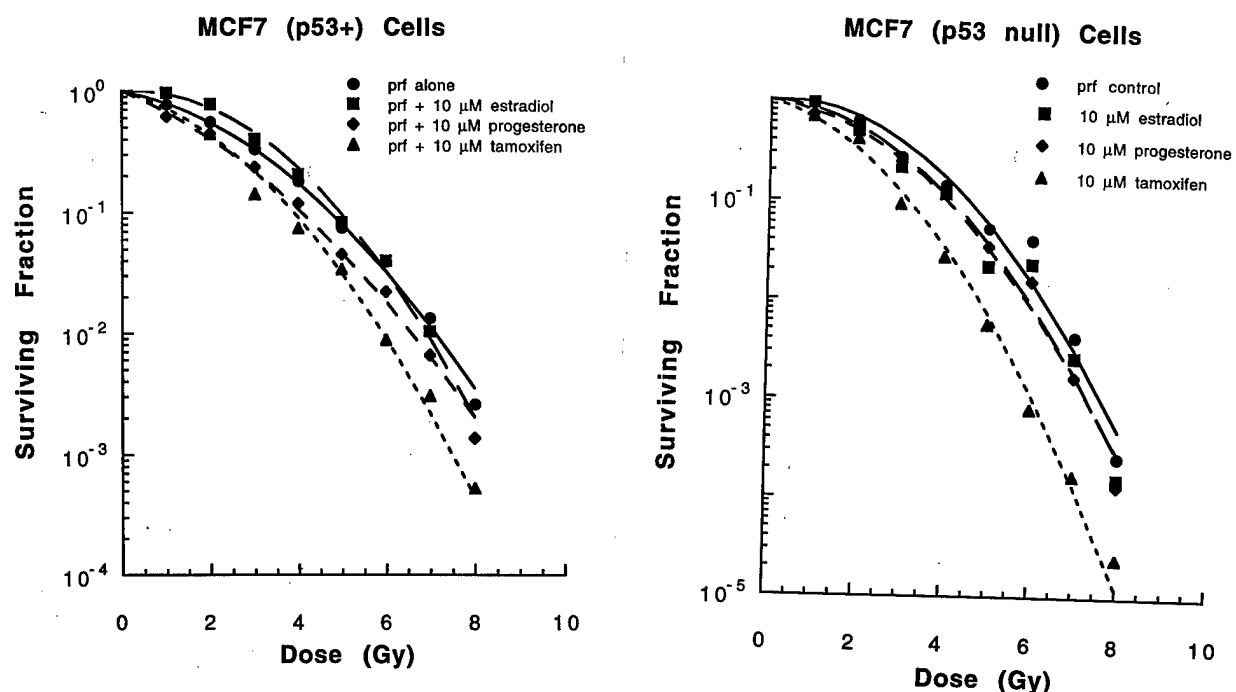 MCF7 (p53+) Cells
prf alone
prf + 10 μM estradiol
prf + 10 μM progesterone
prf + 10 μM tamoxifen
Surviving Fraction
10^0
10^-1
10^-2
10^-3
10^-4
0 2 4 6 8 10
Dose (Gy)
MCF7 (p53 null) Cells
prf control
10 μM estradiol
10 μM progesterone
10 μM tamoxifen
Surviving Fraction
10^-1
10^-3
10^-5
0 2 4 6 8 10
Dose (Gy)